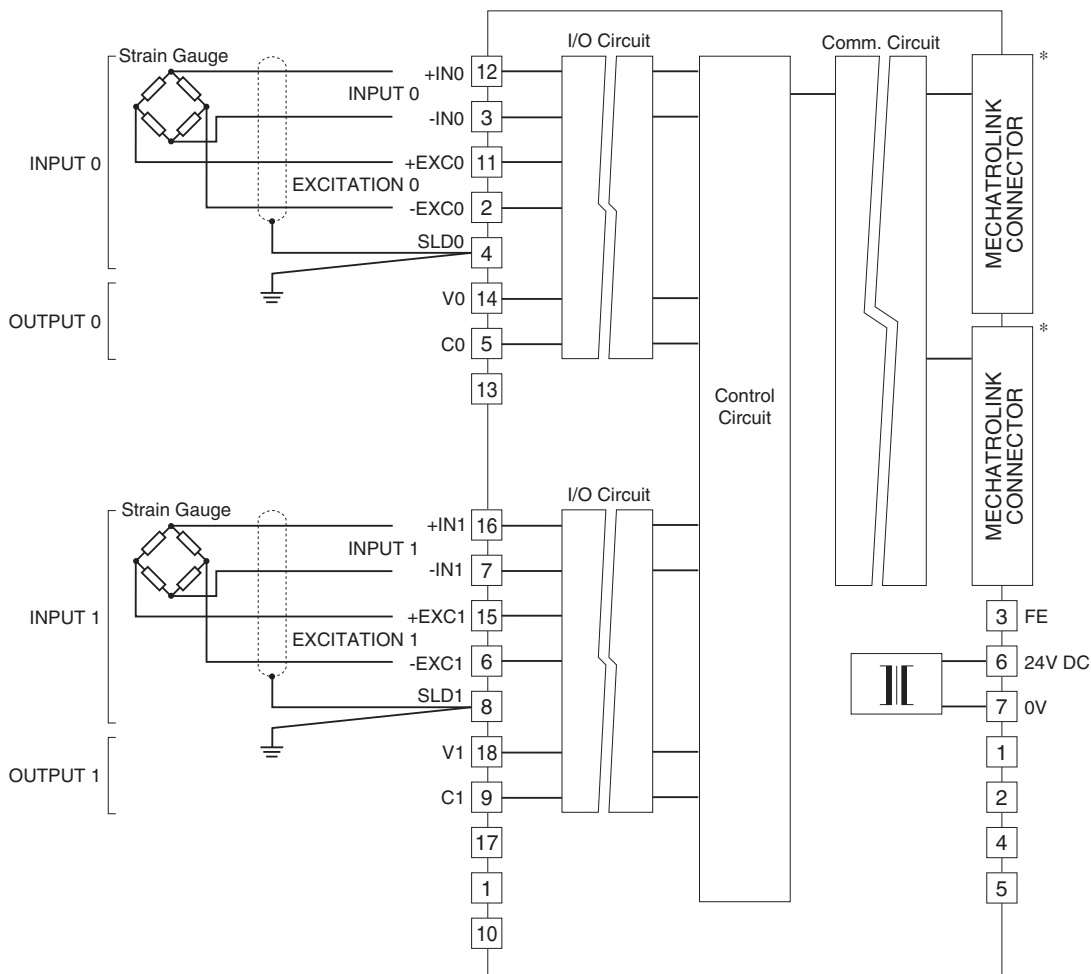 Strain Gauge
I/O Circuit
Comm. Circuit
*
INPUT 0
INPUT 0
+IN0 12
-IN0 3
+EXC0 11
EXCITATION 0
-EXC0 2
SLD0 4
OUTPUT 0
V0 14
C0 5
13
MECHATROLINK
CONNECTOR
*
MECHATROLINK
CONNECTOR
Control
Circuit
Strain Gauge
I/O Circuit
INPUT 1
INPUT 1
+IN1 16
-IN1 7
+EXC1 15
EXCITATION 1
-EXC1 6
SLD1 8
OUTPUT 1
V1 18
C1 9
17
1
10
3 FE
6 24V DC
7 0V
1
2
4
5